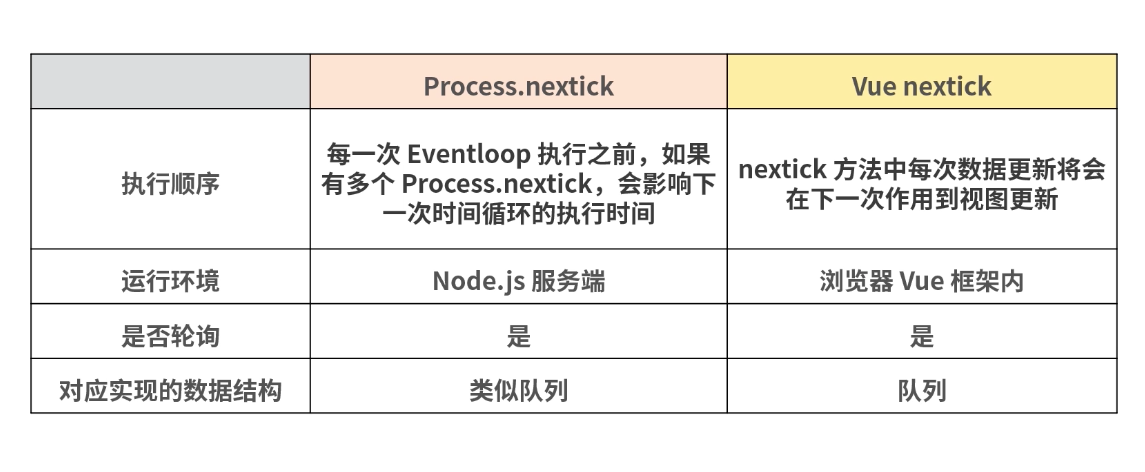 Process.nextick
Vue nextick
执行顺序
每一次 Eventloop 执行之前，如果
有多个 Process.nextick，会影响下
一次时间循环的执行时间
nextick 方法中每次数据更新将会
在下一次作用到视图更新
运行环境
Node.js 服务端
浏览器 Vue 框架内
是否轮询
是
是
对应实现的数据结构
类似队列
队列